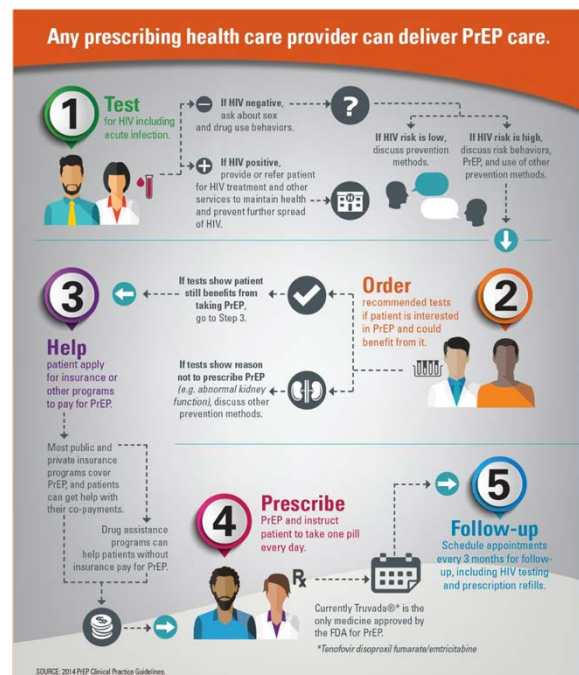 Any prescribing health care provider can deliver PrEP care.
1
Test
for HIV including
acute infection.
If HIV negative,
ask about sex
and drug use behaviors.
?
If HIV positive,
provide or refer patient
for HIV treatment and other
services to maintain health
and prevent further spread
of HIV.
H
If HIV risk is low,
discuss prevention
methods.
If HIV risk is high,
discuss risk behaviors,
PrEP, and use of other
prevention methods.
2
Order
recommended tests
if patient is interested
in PrEP and could
benefit from it.
If tests show patient
still benefits from
taking PrEP,
go to Step 3.
If tests show reason
not to prescribe PrEP
(e.g. abnormal kidney
function), discuss other
prevention methods.
3
Help
patient apply
for insurance or
other programs
to pay for PrEP.
Most public and
private insurance
programs cover
PrEP, and patients
can get help with
their co-payments.
Drug assistance
programs can
help patients without
insurance pay for PrEP.
4
Prescribe
PrEP and instruct
patient to take one pill
every day.
Rx
Currently Truvada®* is the
only medicine approved by
the FDA for PrEP.
*Tenofovir disoproxil fumarate/emtricitabine
5
Follow-up
Schedule appointments
every 3 months for follow-
up, including HIV testing
and prescription refills.
SOURCE: 2014 PrEP Clinical Practice Guidelines.